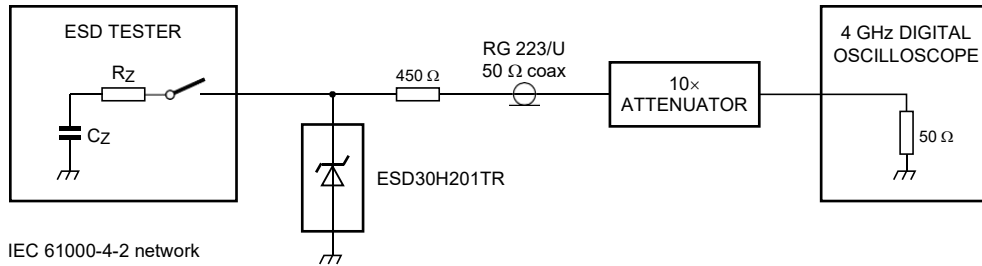 ESD TESTER
RZ
CZ
450 Ω
RG 223/U
50 Ω coax
10×
ATTENUATOR
4 GHz DIGITAL
OSCILLOSCOPE
50 Ω
ESD30H201TR
IEC 61000-4-2 network